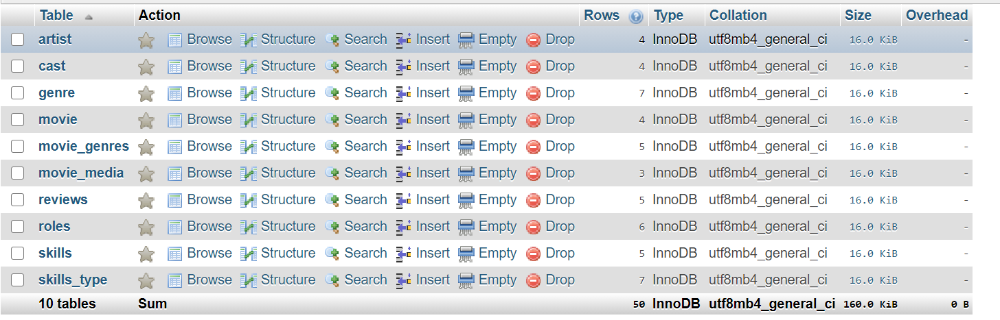 Table Action Rows Type Collation Size Overhead
artist Browse Structure Search Insert Empty Drop 4 InnoDB utf8mb4_general_ci 16.0 KiB -
cast Browse Structure Search Insert Empty Drop 4 InnoDB utf8mb4_general_ci 16.0 KiB -
genre Browse Structure Search Insert Empty Drop 7 InnoDB utf8mb4_general_ci 16.0 KiB -
movie Browse Structure Search Insert Empty Drop 4 InnoDB utf8mb4_general_ci 16.0 KiB -
movie_genres Browse Structure Search Insert Empty Drop 5 InnoDB utf8mb4_general_ci 16.0 KiB -
movie_media Browse Structure Search Insert Empty Drop 3 InnoDB utf8mb4_general_ci 16.0 KiB -
reviews Browse Structure Search Insert Empty Drop 5 InnoDB utf8mb4_general_ci 16.0 KiB -
roles Browse Structure Search Insert Empty Drop 6 InnoDB utf8mb4_general_ci 16.0 KiB -
skills Browse Structure Search Insert Empty Drop 5 InnoDB utf8mb4_general_ci 16.0 KiB -
skills_type Browse Structure Search Insert Empty Drop 7 InnoDB utf8mb4_general_ci 16.0 KiB -
10 tables Sum 50 InnoDB utf8mb4_general_ci 160.0 KiB 0 B